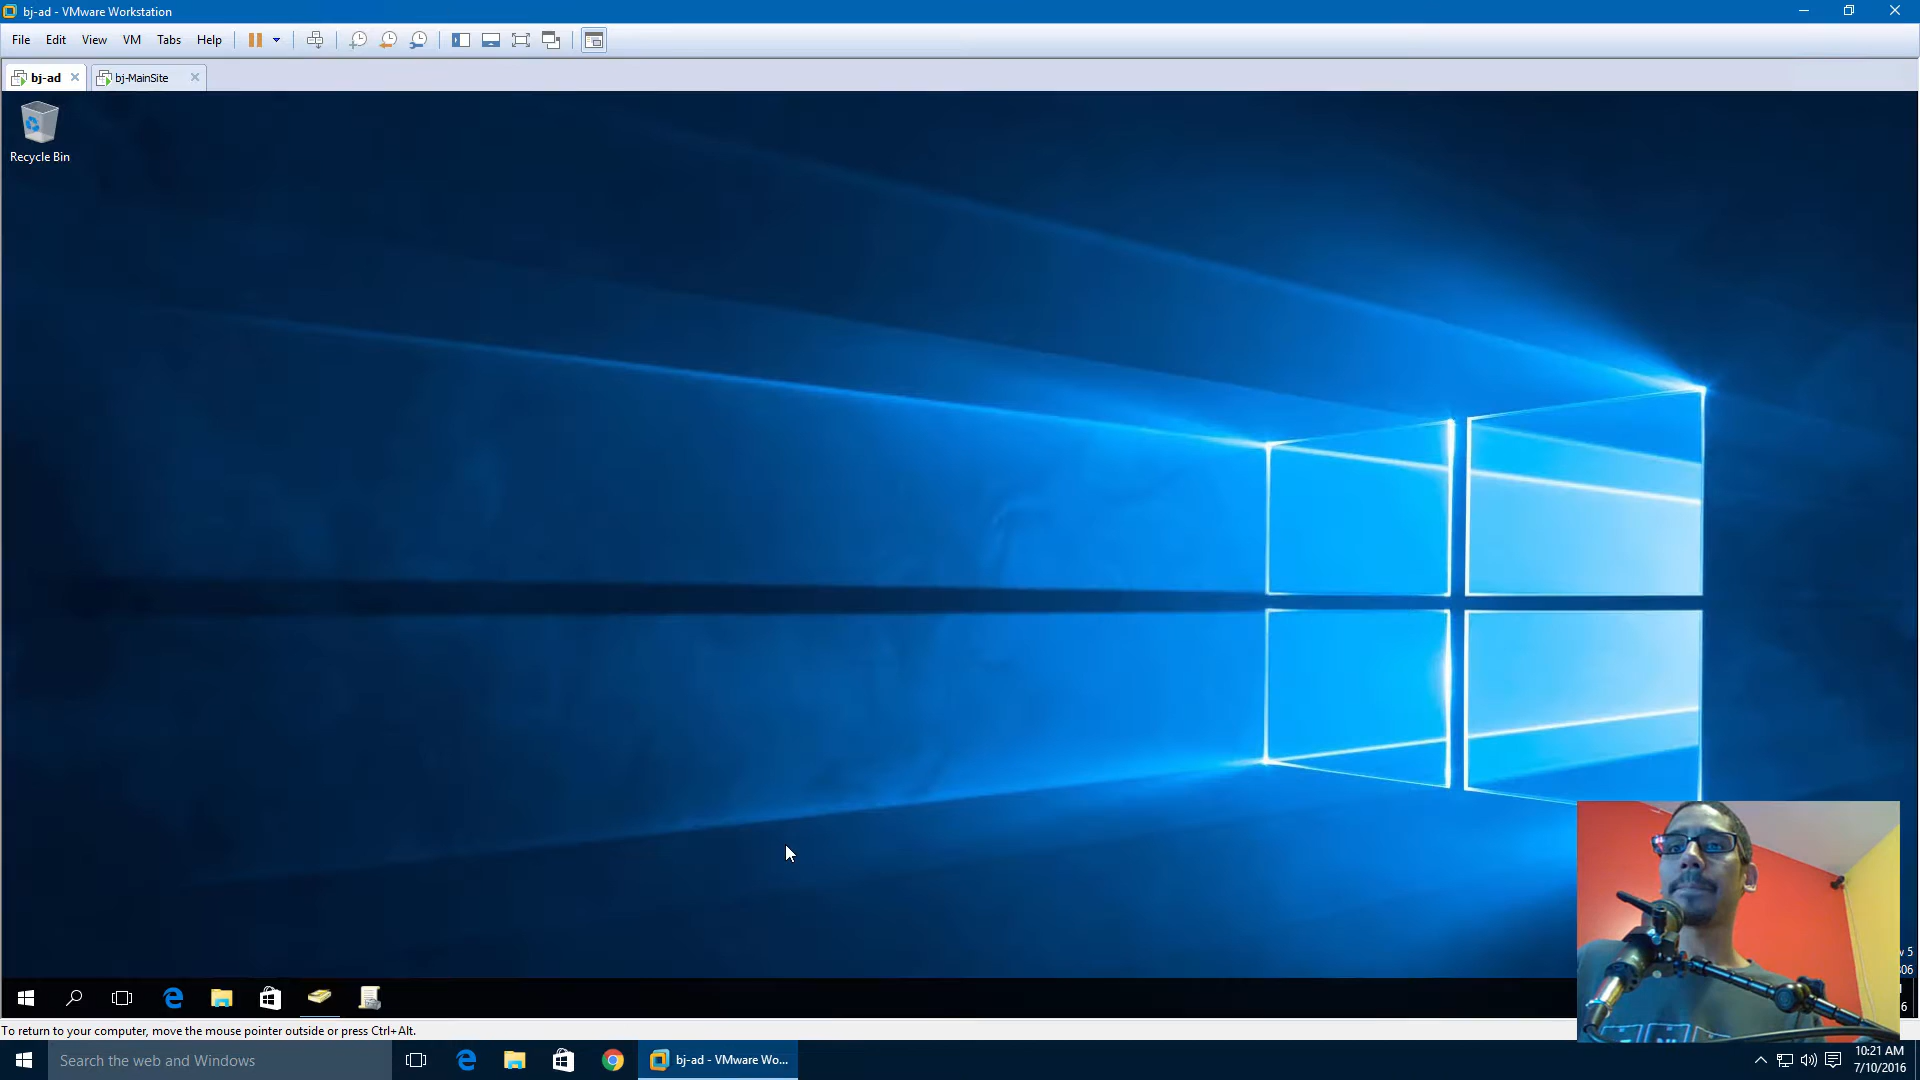 bj-ad - VMware Workstation
File Edit View VM Tabs Help
bj-ad bj-MainSite
Recycle Bin
To return to your computer, move the mouse pointer outside or press Ctrl+Alt.
Search the web and Windows
bj-ad - VMware Wo...
10:21 AM
7/10/2016